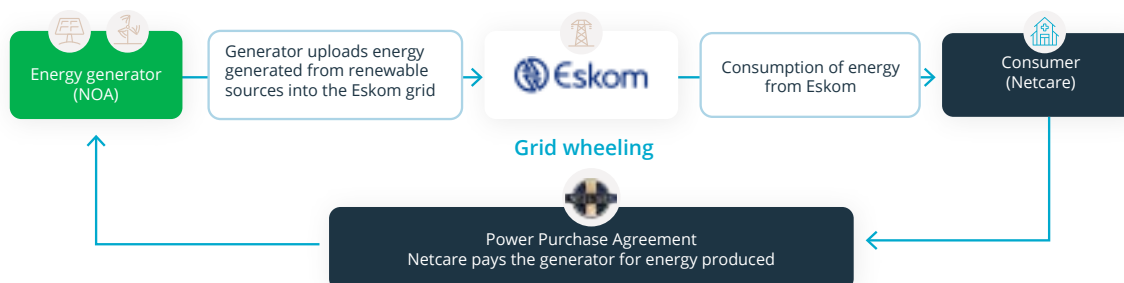 Energy generator
(NOA)
Generator uploads energy
generated from renewable
sources into the Eskom grid
Eskom
Consumption of energy
from Eskom
Consumer
(Netcare)
Grid wheeling
Power Purchase Agreement
Netcare pays the generator for energy produced